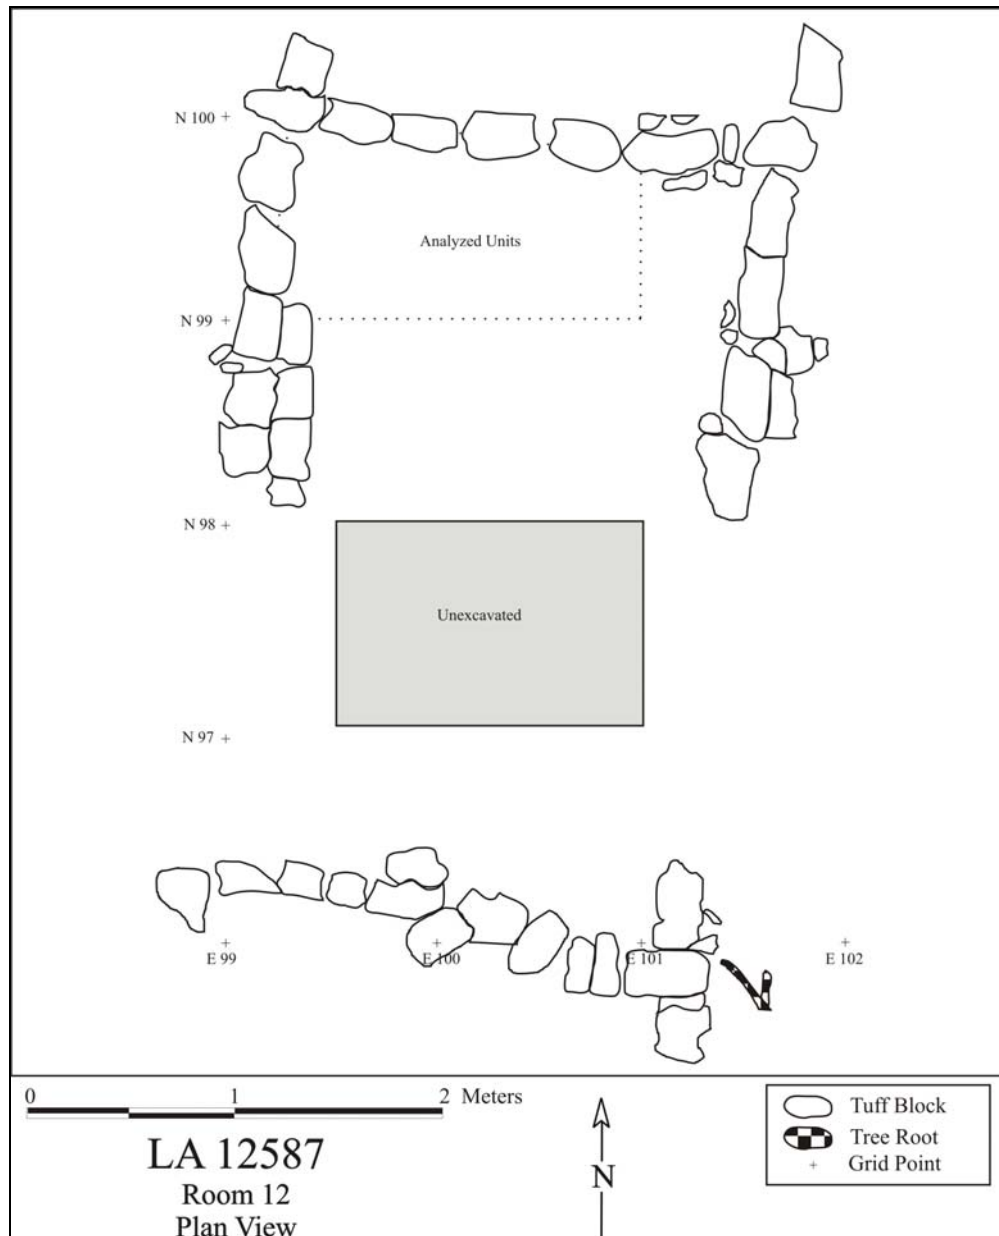 N 100
Analyzed Units
N 99
N 98
Unexcavated
N 97
E 99
E 100
E 101
E 102
0 1 2 Meters
LA 12587
Room 12
Plan View
N
Tuff Block
Tree Root
Grid Point